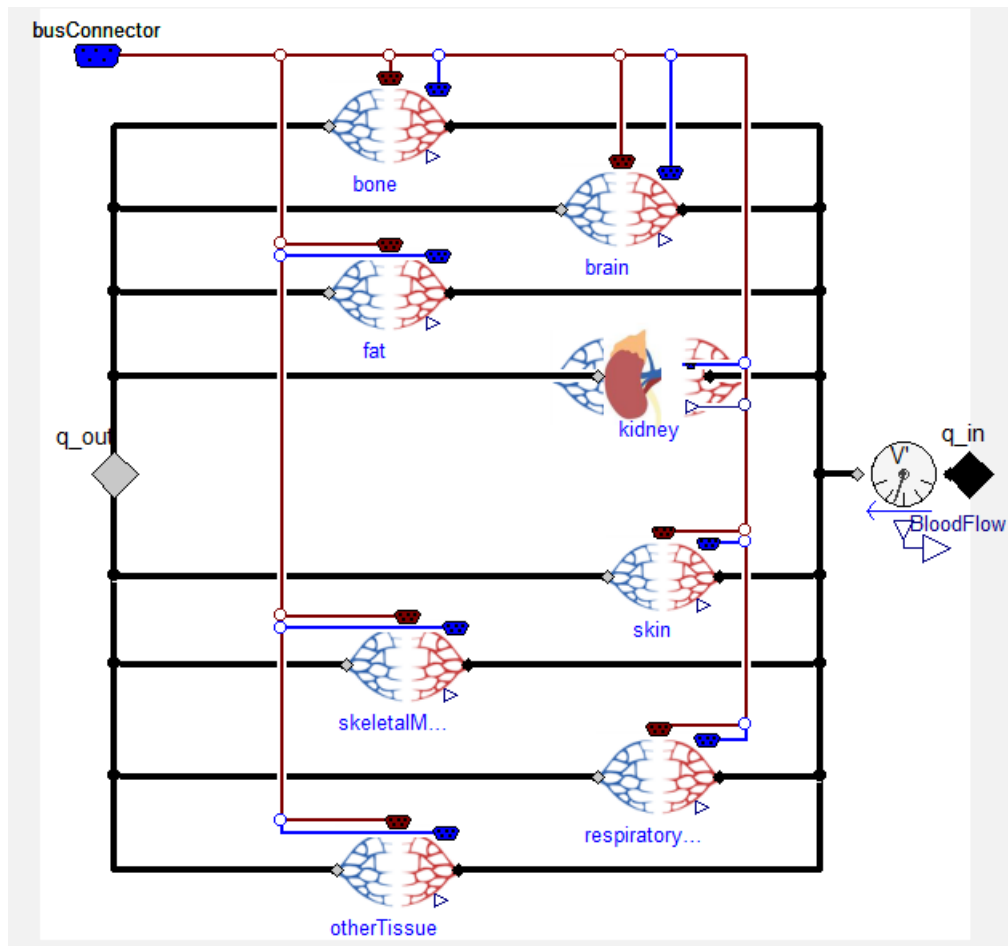 busConnector
bone
brain
fat
kidney
q_out
q_in
V'
BloodFlow
skin
skeletalM...
respiratory...
otherTissue